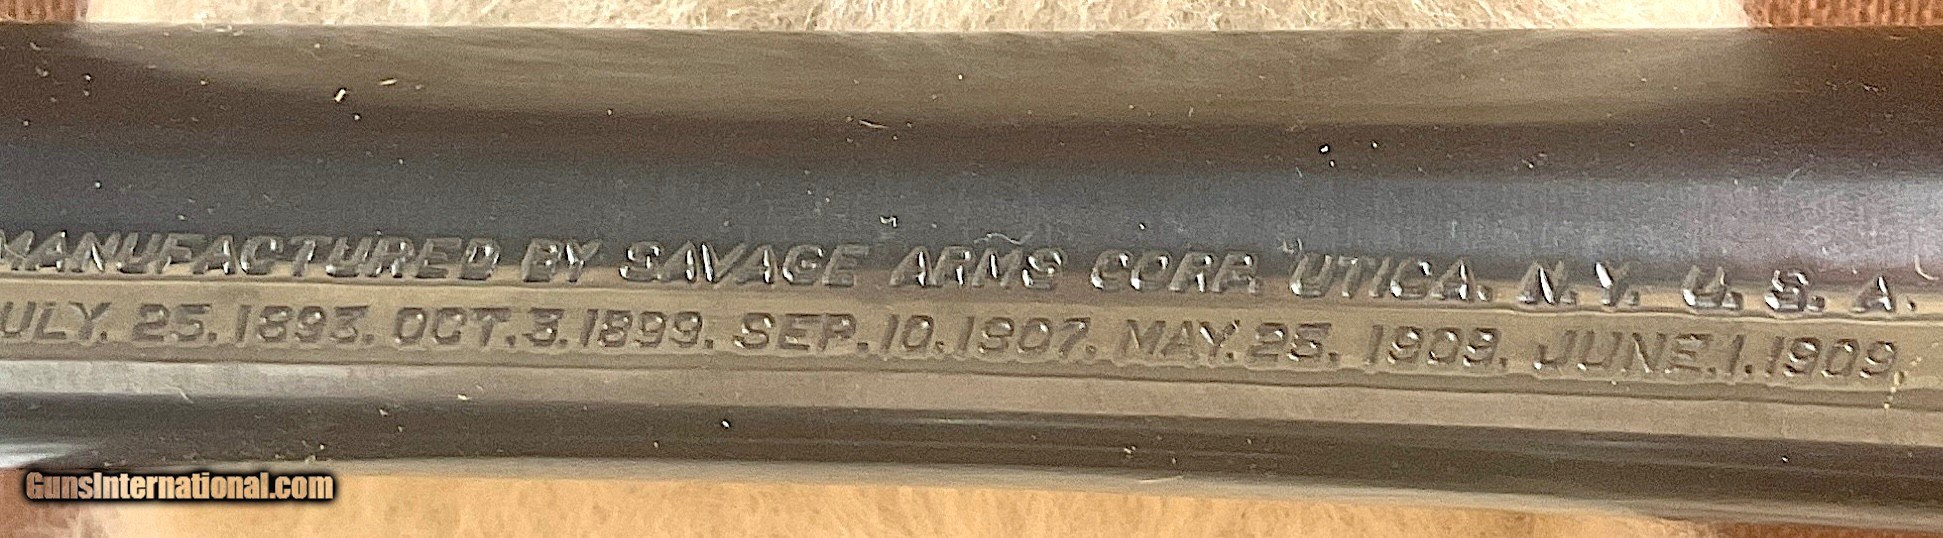 MANUFACTURED BY SAVAGE ARMS CORP. UTICA. N.Y. U. S. A.
ULY. 25. 1893. OCT. 3. 1899. SEP. 10. 1907. MAY. 25. 1909. JUNE. 1. 1909.
GunsInternational.com